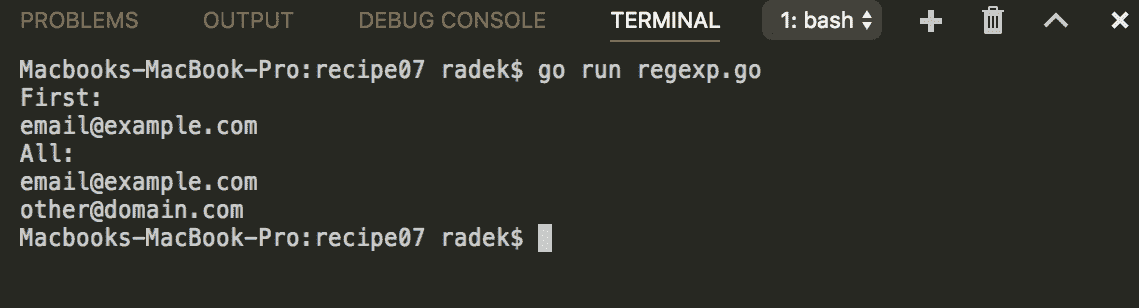 PROBLEMS OUTPUT DEBUG CONSOLE TERMINAL 1: bash
Macbooks-MacBook-Pro:recipe07 radek$ go run regexp.go
First:
email@example.com
All:
email@example.com
other@domain.com
Macbooks-MacBook-Pro:recipe07 radek$